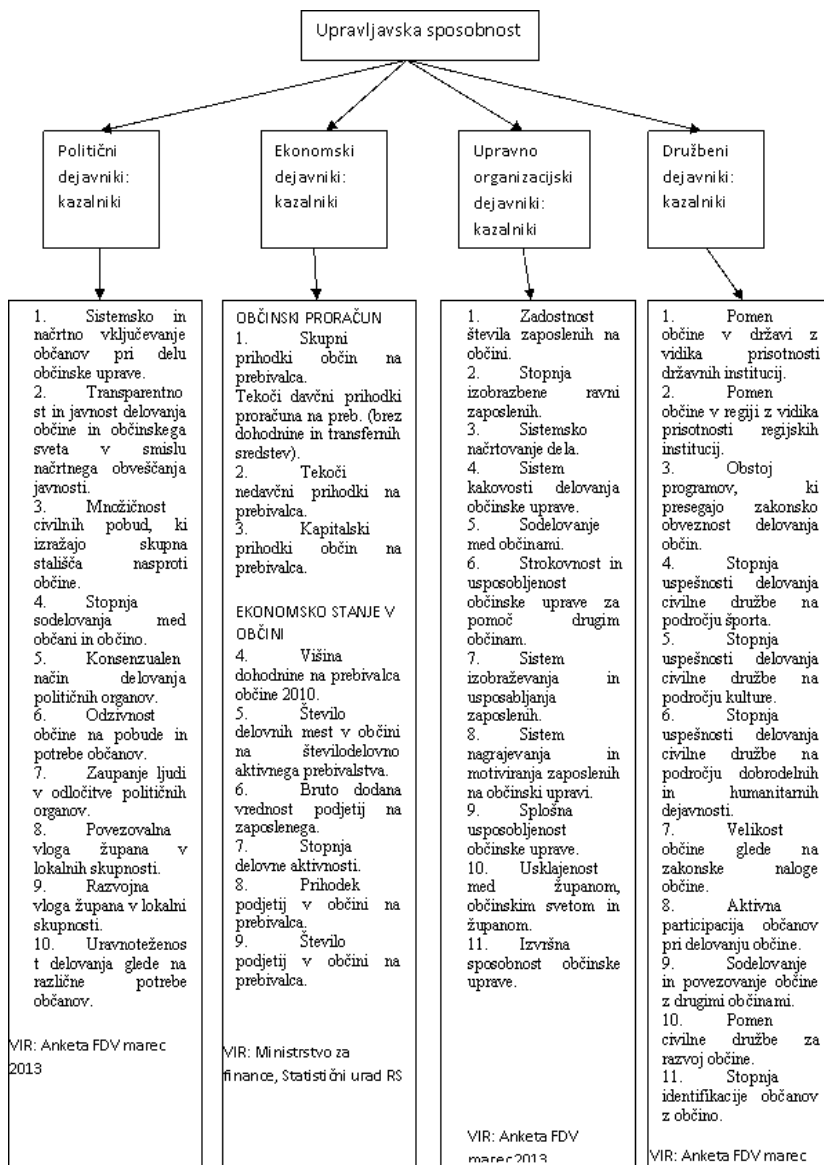 Upravljavska sposobnost
Politični
dejavniki:
kazalniki
Ekonomski
dejavniki:
kazalniki
Upravno
organizacijski
dejavniki:
kazalniki
Družbeni
dejavniki:
kazalniki
1. Sistemsko in
načrtno vključevanje
občanov pri delu
občinske uprave.
2. Transparentno
st in javnost delovanja
občine in občinskega
sveta v smislu
načrtnega obveščanja
javnosti.
3. Množičnost
civilnih pobud, ki
izražajo skupna
stališča nasproti
občine.
4. Stopnja
sodelovanja med
občani in občino.
5. Konsenzualen
način delovanja
političnih organov.
6. Odzivnost
občine na pobude in
potrebe občanov.
7. Zaupanje ljudi
v odločitve političnih
organov.
8. Povezovalna
vloga župana v
lokalnih skupnosti.
9. Razvojna
vloga župana v lokalni
skupnosti.
10. Uravnoteženos
t delovanja glede na
različne potrebe
občanov.
VIR: Anketa FDV marec
2013
OBČINSKI PRORAČUN
1. Skupni
prihodki občin na
prebivalca.
Tekoči davčni prihodki
proračuna na preb. (brez
dohodnine in transfernih
sredstev).
2. Tekoči
nedavčni prihodki na
prebivalca.
3. Kapitalski
prihodki občin na
prebivalca.
EKONOMSKO STANJE V
OBČINI
4. Višina
dohodnine na prebivalca
občine 2010.
5. Število
delovnih mest v občini
na številodelovno
aktivnega prebivalstva.
6. Bruto dodana
vrednost podjetij na
zaposlenega.
7. Stopnja
delovne aktivnosti.
8. Prihodek
podjetij v občini na
prebivalca.
9. Število
podjetij v občini na
prebivalca.
VIR: Ministrstvo za
finance, Statistični urad RS
1. Zadostnost
števila zaposlenih na
občini.
2. Stopnja
izobrazbene ravni
zaposlenih.
3. Sistemsko
načrtovanje dela.
4. Sistem
kakovosti delovanja
občinske uprave.
5. Sodelovanje
med občinami.
6. Strokovnost in
usposobljenost
občinske uprave za
pomoč drugim
občinam.
7. Sistem
izobraževanja in
usposabljanja
zaposlenih.
8. Sistem
nagrajevanja in
motiviranja zaposlenih
na občinski upravi.
9. Splošna
usposobljenost
občinske uprave.
10. Usklajenost
med županom,
občinskim svetom in
županom.
11. Izvršna
sposobnost občinske
uprave.
VIR: Anketa FDV
marec 2013
1. Pomen
občine v državi z
vidika prisotnosti
državnih institucij.
2. Pomen
občine v regiji z vidika
prisotnosti regijskih
institucij.
3. Obstoj
programov, ki
presegajo zakonsko
obveznost delovanja
občin.
4. Stopnja
uspešnosti delovanja
civilne družbe na
področju športa.
5. Stopnja
uspešnosti delovanja
civilne družbe na
področju kulture.
6. Stopnja
uspešnosti delovanja
civilne družbe na
področju dobrodelnih
in humanitarnih
dejavnosti.
7. Velikost
občine glede na
zakonske naloge
občine.
8. Aktivna
participacija občanov
pri delovanju občine.
9. Sodelovanje
in povezovanje občine
z drugimi občinami.
10. Pomen
civilne družbe za
razvoj občine.
11. Stopnja
identifikacije občanov
z občino.
VIR: Anketa FDV marec